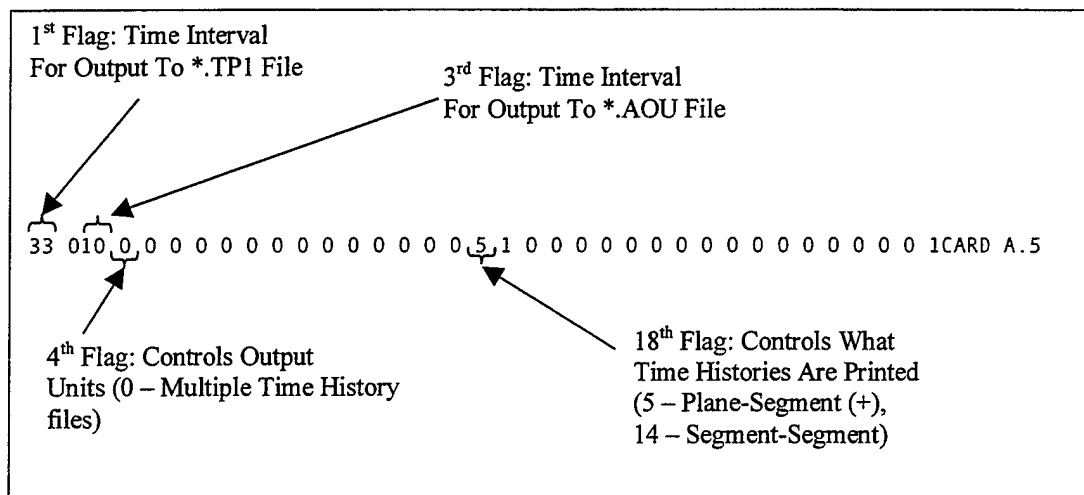 1st Flag: Time Interval
For Output To *.TP1 File
3rd Flag: Time Interval
For Output To *.AOU File
33 010 0 0 0 0 0 0 0 0 0 0 0 0 0 0 5 1 0 0 0 0 0 0 0 0 0 0 0 0 0 0 0 0 1CARD A.5
4th Flag: Controls Output
Units (0 – Multiple Time History
files)
18th Flag: Controls What
Time Histories Are Printed
(5 – Plane-Segment (+),
14 – Segment-Segment)